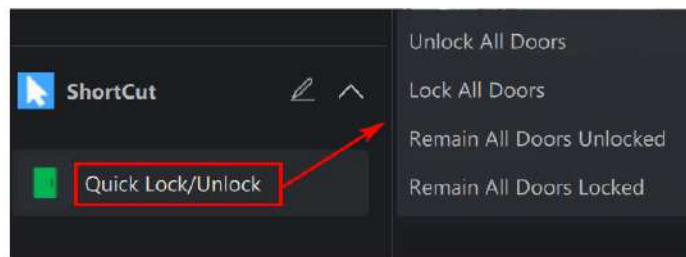 ShortCut
Quick Lock/Unlock
Unlock All Doors
Lock All Doors
Remain All Doors Unlocked
Remain All Doors Locked